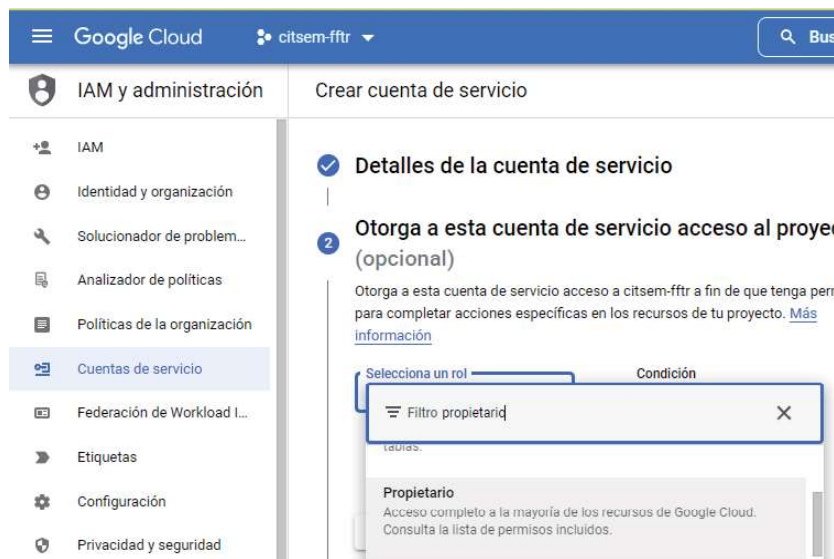 Google Cloud
citsem-fftr
Bus
IAM y administración
Crear cuenta de servicio
IAM
Identidad y organización
Solucionador de problem...
Analizador de políticas
Políticas de la organización
Cuentas de servicio
Federación de Workload I...
Etiquetas
Configuración
Privacidad y seguridad
Detalles de la cuenta de servicio
2
Otorga a esta cuenta de servicio acceso al proyec
(opcional)
Otorga a esta cuenta de servicio acceso a citsem-fftr a fin de que tenga perr
para completar acciones específicas en los recursos de tu proyecto. Más
información
Selecciona un rol
Condición
Filtro propietario
tablas.
Propietario
Acceso completo a la mayoría de los recursos de Google Cloud.
Consulta la lista de permisos incluidos.